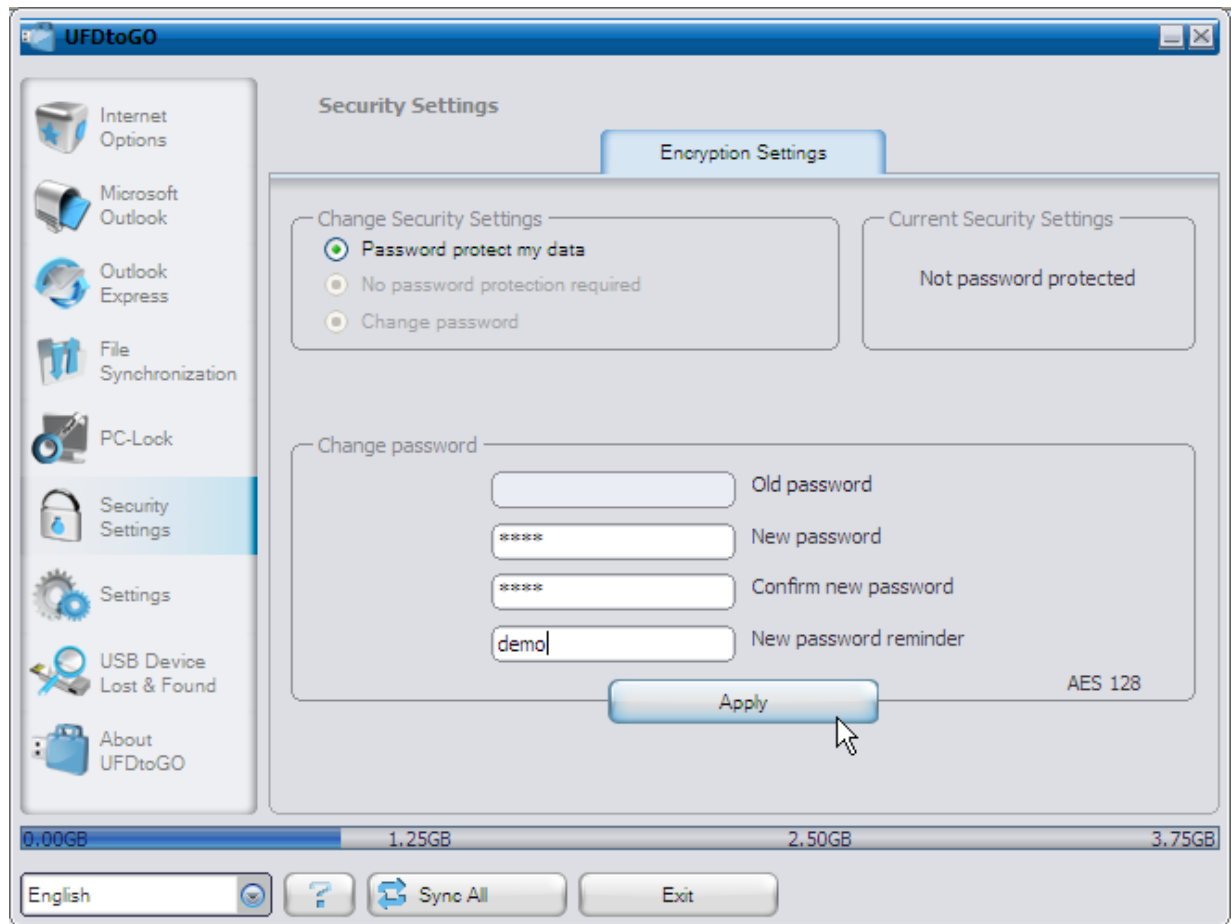 UFDtoGO
Internet
Options
Microsoft
Outlook
Outlook
Express
File
Synchronization
PC-Lock
Security
Settings
Settings
USB Device
Lost & Found
About
UFDtoGO
Security Settings
Encryption Settings
Change Security Settings
Password protect my data
No password protection required
Change password
Current Security Settings
Not password protected
Change password
Old password
**** New password
**** Confirm new password
demo New password reminder
AES 128
Apply
0.00GB 1.25GB 2.50GB 3.75GB
English ? Sync All Exit